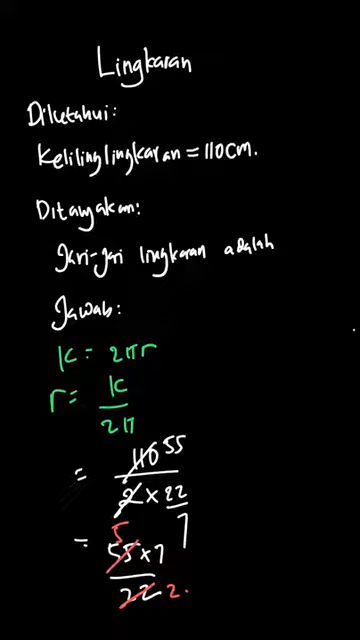 Lingkaran
Diketahui:
Keliling lingkaran = 110 cm.
Ditanyakan:
Jari-jari lingkaran adalah
Jawab:
K = 2πr
r = K
2π
= 110 55
2 × 22
7
5
= 55 × 7
22 2.